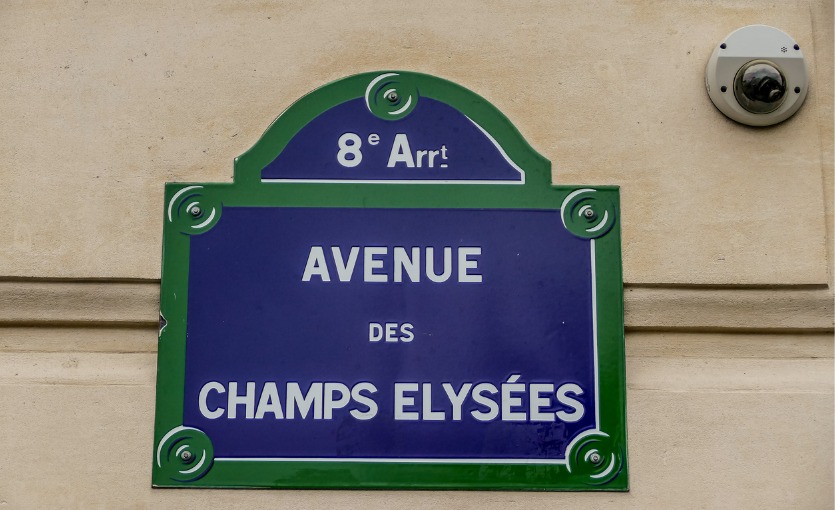 8e Arrt
AVENUE
DES
CHAMPS ELYSÉES